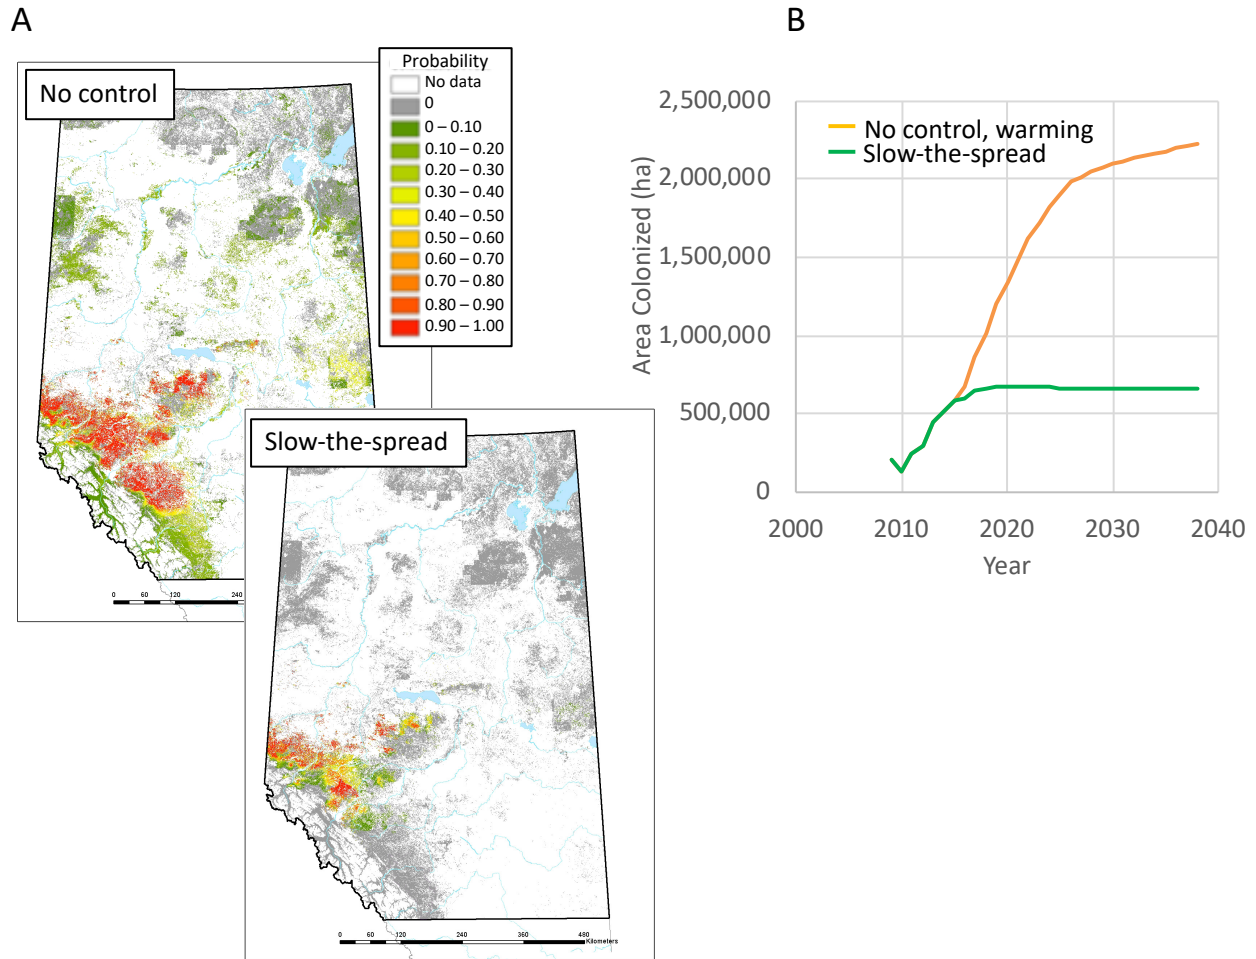 A
B
No control
Probability
No data
0
0 – 0.10
0.10 – 0.20
0.20 – 0.30
0.30 – 0.40
0.40 – 0.50
0.50 – 0.60
0.60 – 0.70
0.70 – 0.80
0.80 – 0.90
0.90 – 1.00
0 60 120 240
Slow-the-spread
0 60 120 240 360 480
Kilometers
Area Colonized (ha)
2,500,000
2,000,000
1,500,000
1,000,000
500,000
0
No control, warming
Slow-the-spread
2000 2010 2020 2030 2040
Year